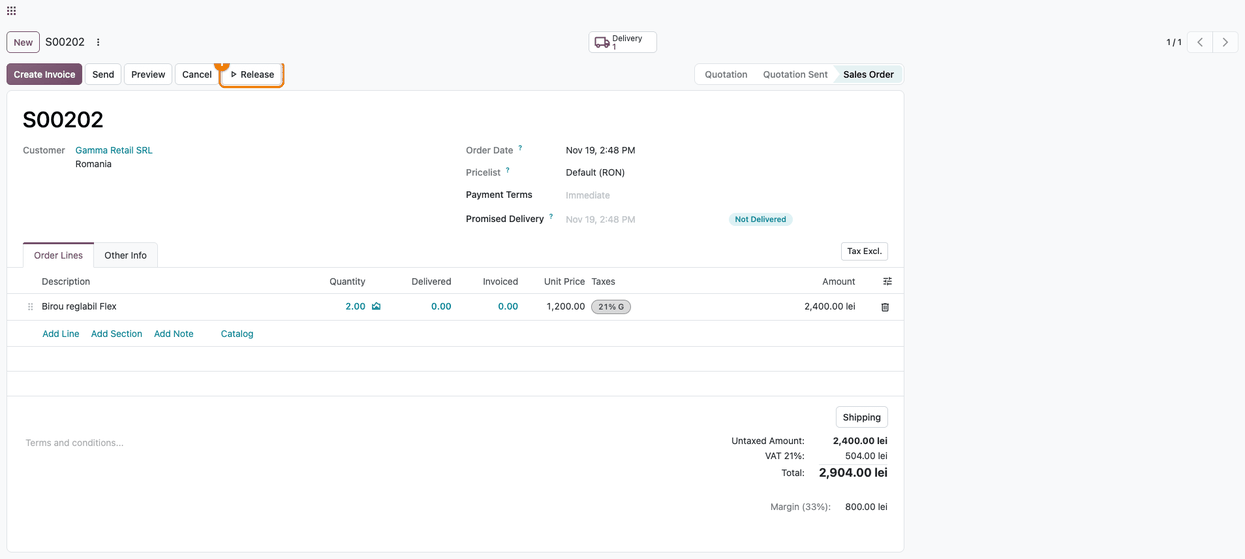 New S00202 Delivery 1 1 / 1
Create Invoice Send Preview Cancel Release Quotation Quotation Sent Sales Order
S00202
Customer Gamma Retail SRL
Romania
Order Date ? Nov 19, 2:48 PM
Pricelist ? Default (RON)
Payment Terms Immediate
Promised Delivery ? Nov 19, 2:48 PM Not Delivered
Order Lines Other Info Tax Excl.
Description Quantity Delivered Invoiced Unit Price Taxes Amount
Birou reglabil Flex 2.00 0.00 0.00 1,200.00 21% G 2,400.00 lei
Add Line Add Section Add Note Catalog
Shipping
Terms and conditions...
Untaxed Amount: 2,400.00 lei
VAT 21%: 504.00 lei
Total: 2,904.00 lei
Margin (33%): 800.00 lei